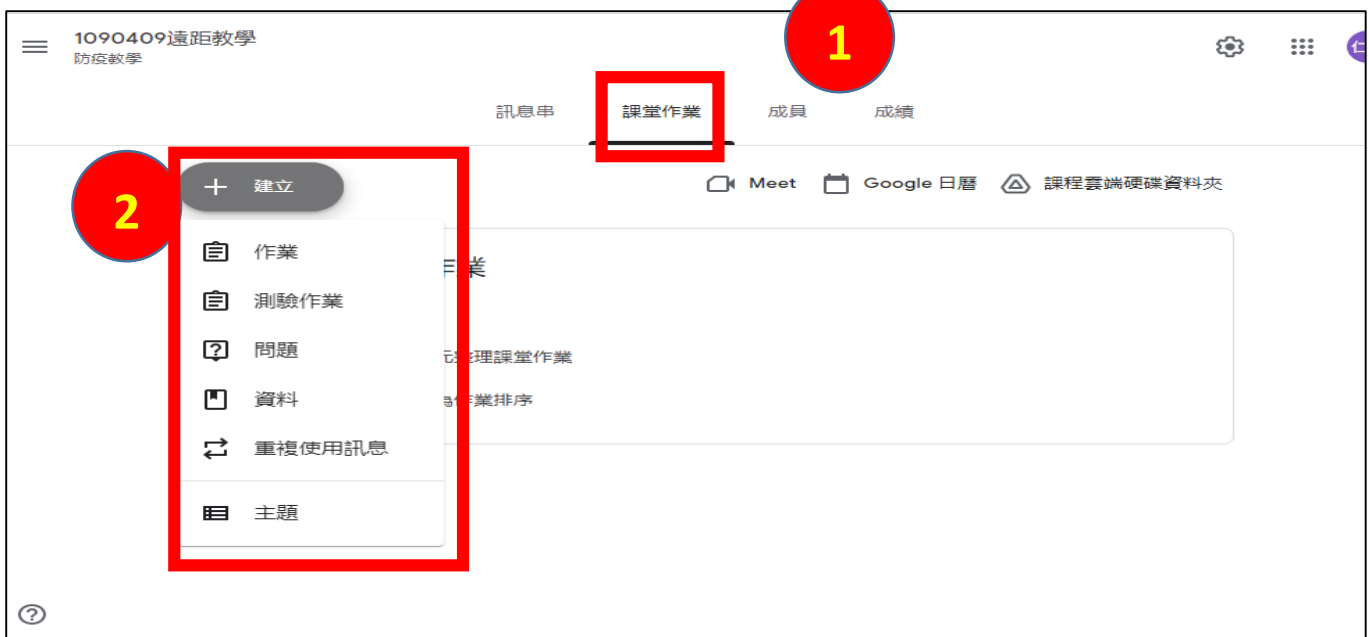 1
1090409遠距教學
防疫教學
仁
訊息串 課堂作業 成員 成績
2
建立
Meet Google 日曆 課程雲端硬碟資料夾
作業
業
測驗作業
問題
理課堂作業
資料
作業排序
重複使用訊息
主題